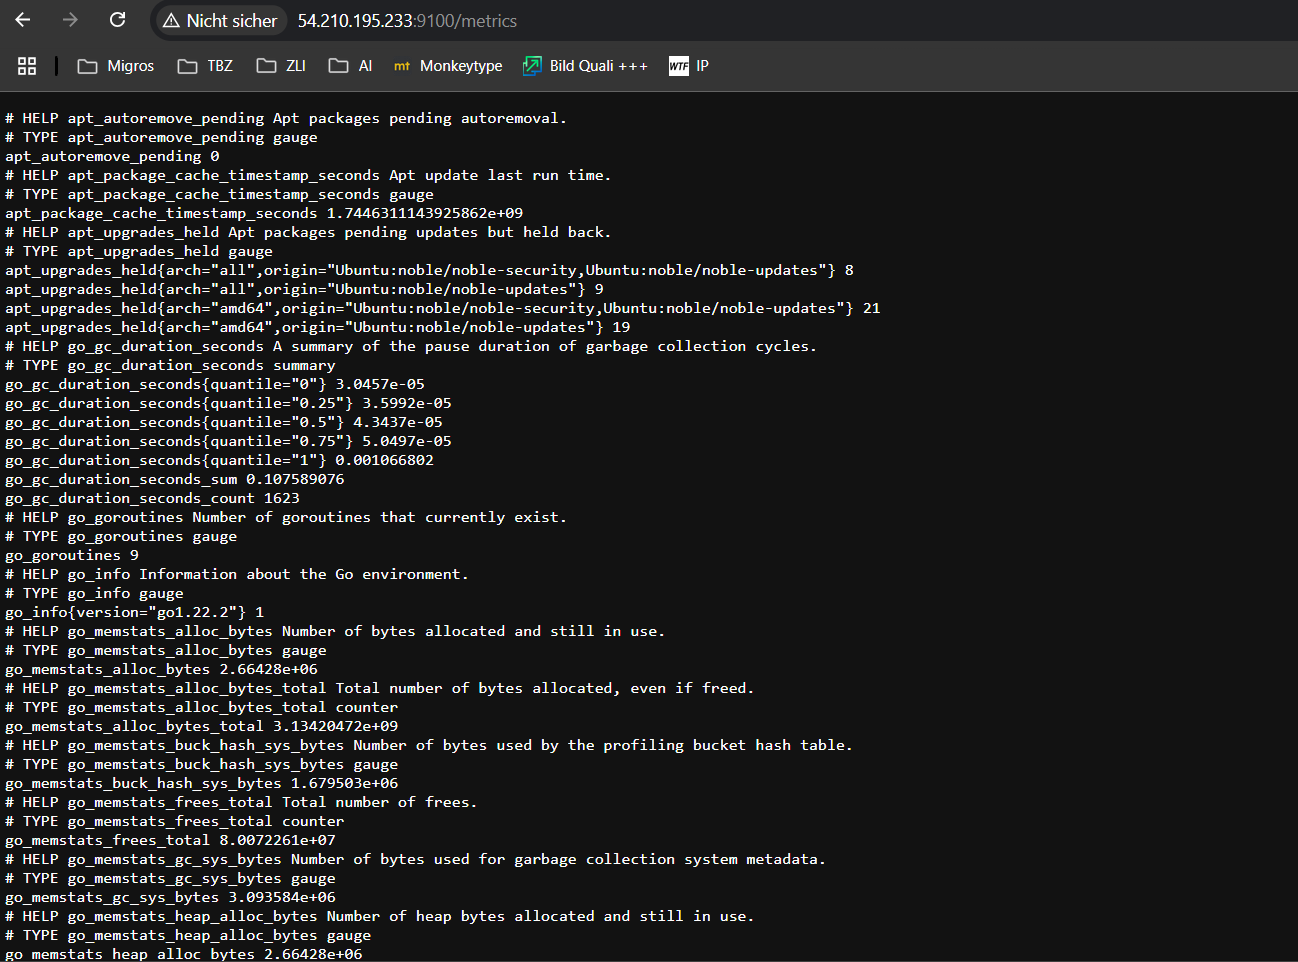 Nicht sicher 54.210.195.233:9100/metrics
Migros TBZ ZLI AI mt Monkeytype Bild Quali +++ WTF IP
# HELP apt_autoremove_pending Apt packages pending autoremoval.
# TYPE apt_autoremove_pending gauge
apt_autoremove_pending 0
# HELP apt_package_cache_timestamp_seconds Apt update last run time.
# TYPE apt_package_cache_timestamp_seconds gauge
apt_package_cache_timestamp_seconds 1.7446311143925862e+09
# HELP apt_upgrades_held Apt packages pending updates but held back.
# TYPE apt_upgrades_held gauge
apt_upgrades_held{arch="all",origin="Ubuntu:noble/noble-security,Ubuntu:noble/noble-updates"} 8
apt_upgrades_held{arch="all",origin="Ubuntu:noble/noble-updates"} 9
apt_upgrades_held{arch="amd64",origin="Ubuntu:noble/noble-security,Ubuntu:noble/noble-updates"} 21
apt_upgrades_held{arch="amd64",origin="Ubuntu:noble/noble-updates"} 19
# HELP go_gc_duration_seconds A summary of the pause duration of garbage collection cycles.
# TYPE go_gc_duration_seconds summary
go_gc_duration_seconds{quantile="0"} 3.0457e-05
go_gc_duration_seconds{quantile="0.25"} 3.5992e-05
go_gc_duration_seconds{quantile="0.5"} 4.3437e-05
go_gc_duration_seconds{quantile="0.75"} 5.0497e-05
go_gc_duration_seconds{quantile="1"} 0.001066802
go_gc_duration_seconds_sum 0.107589076
go_gc_duration_seconds_count 1623
# HELP go_goroutines Number of goroutines that currently exist.
# TYPE go_goroutines gauge
go_goroutines 9
# HELP go_info Information about the Go environment.
# TYPE go_info gauge
go_info{version="go1.22.2"} 1
# HELP go_memstats_alloc_bytes Number of bytes allocated and still in use.
# TYPE go_memstats_alloc_bytes gauge
go_memstats_alloc_bytes 2.66428e+06
# HELP go_memstats_alloc_bytes_total Total number of bytes allocated, even if freed.
# TYPE go_memstats_alloc_bytes_total counter
go_memstats_alloc_bytes_total 3.13420472e+09
# HELP go_memstats_buck_hash_sys_bytes Number of bytes used by the profiling bucket hash table.
# TYPE go_memstats_buck_hash_sys_bytes gauge
go_memstats_buck_hash_sys_bytes 1.679503e+06
# HELP go_memstats_frees_total Total number of frees.
# TYPE go_memstats_frees_total counter
go_memstats_frees_total 8.0072261e+07
# HELP go_memstats_gc_sys_bytes Number of bytes used for garbage collection system metadata.
# TYPE go_memstats_gc_sys_bytes gauge
go_memstats_gc_sys_bytes 3.093584e+06
# HELP go_memstats_heap_alloc_bytes Number of heap bytes allocated and still in use.
# TYPE go_memstats_heap_alloc_bytes gauge
go_memstats_heap_alloc_bytes 2.66428e+06